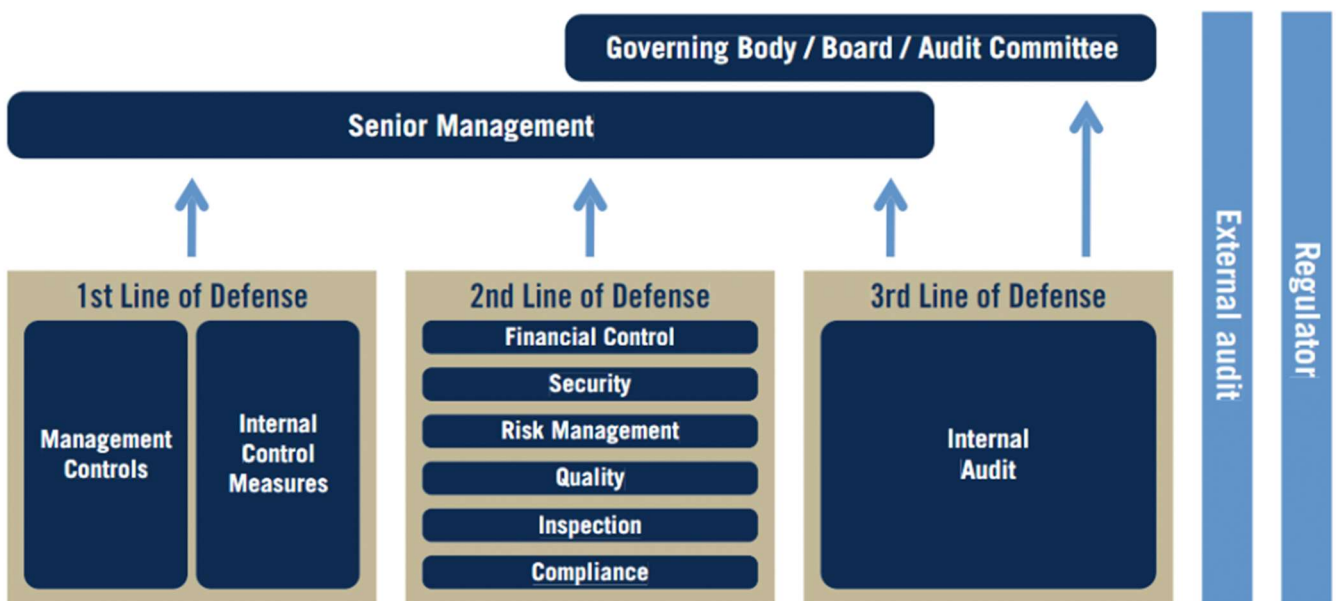 Governing Body / Board / Audit Committee
Senior Management
1st Line of Defense
Management
Controls
Internal
Control
Measures
2nd Line of Defense
Financial Control
Security
Risk Management
Quality
Inspection
Compliance
3rd Line of Defense
Internal
Audit
External audit
Regulator